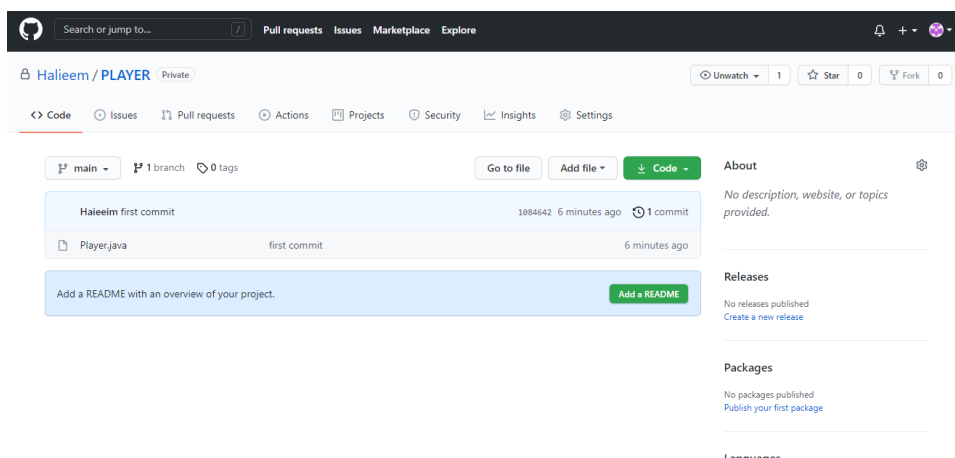 Search or jump to... / Pull requests Issues Marketplace Explore
Halieem / PLAYER Private
Unwatch 1 Star 0 Fork 0
Code Issues Pull requests Actions Projects Security Insights Settings
main 1 branch 0 tags Go to file Add file Code
Haieeim first commit 1084642 6 minutes ago 1 commit
Player.java first commit 6 minutes ago
Add a README with an overview of your project. Add a README
About
No description, website, or topics
provided.
Releases
No releases published
Create a new release
Packages
No packages published
Publish your first package
Languages